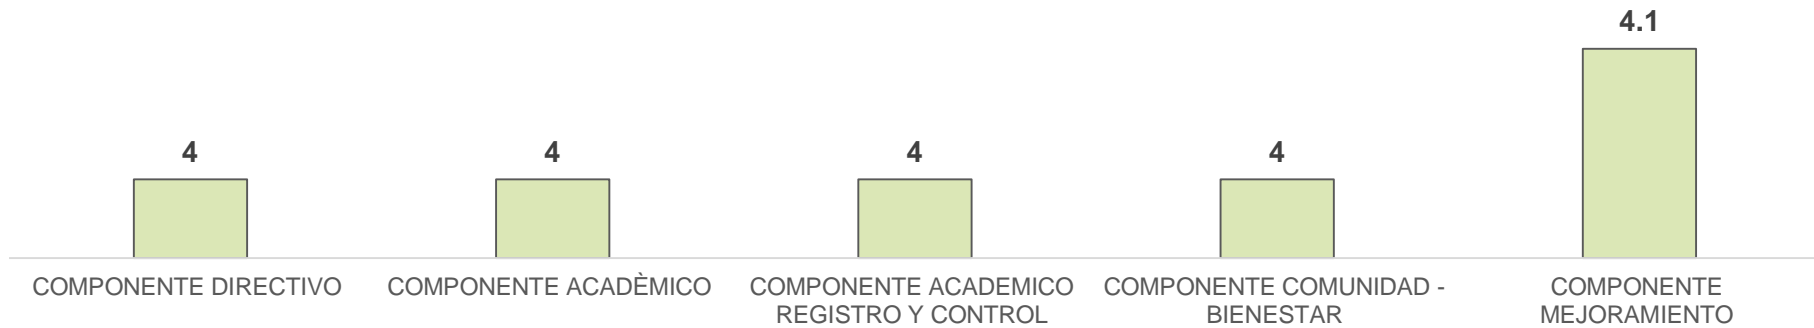 4
4
4
4
4.1
COMPONENTE DIRECTIVO
COMPONENTE ACADÈMICO
COMPONENTE ACADEMICO
REGISTRO Y CONTROL
COMPONENTE COMUNIDAD -
BIENESTAR
COMPONENTE
MEJORAMIENTO